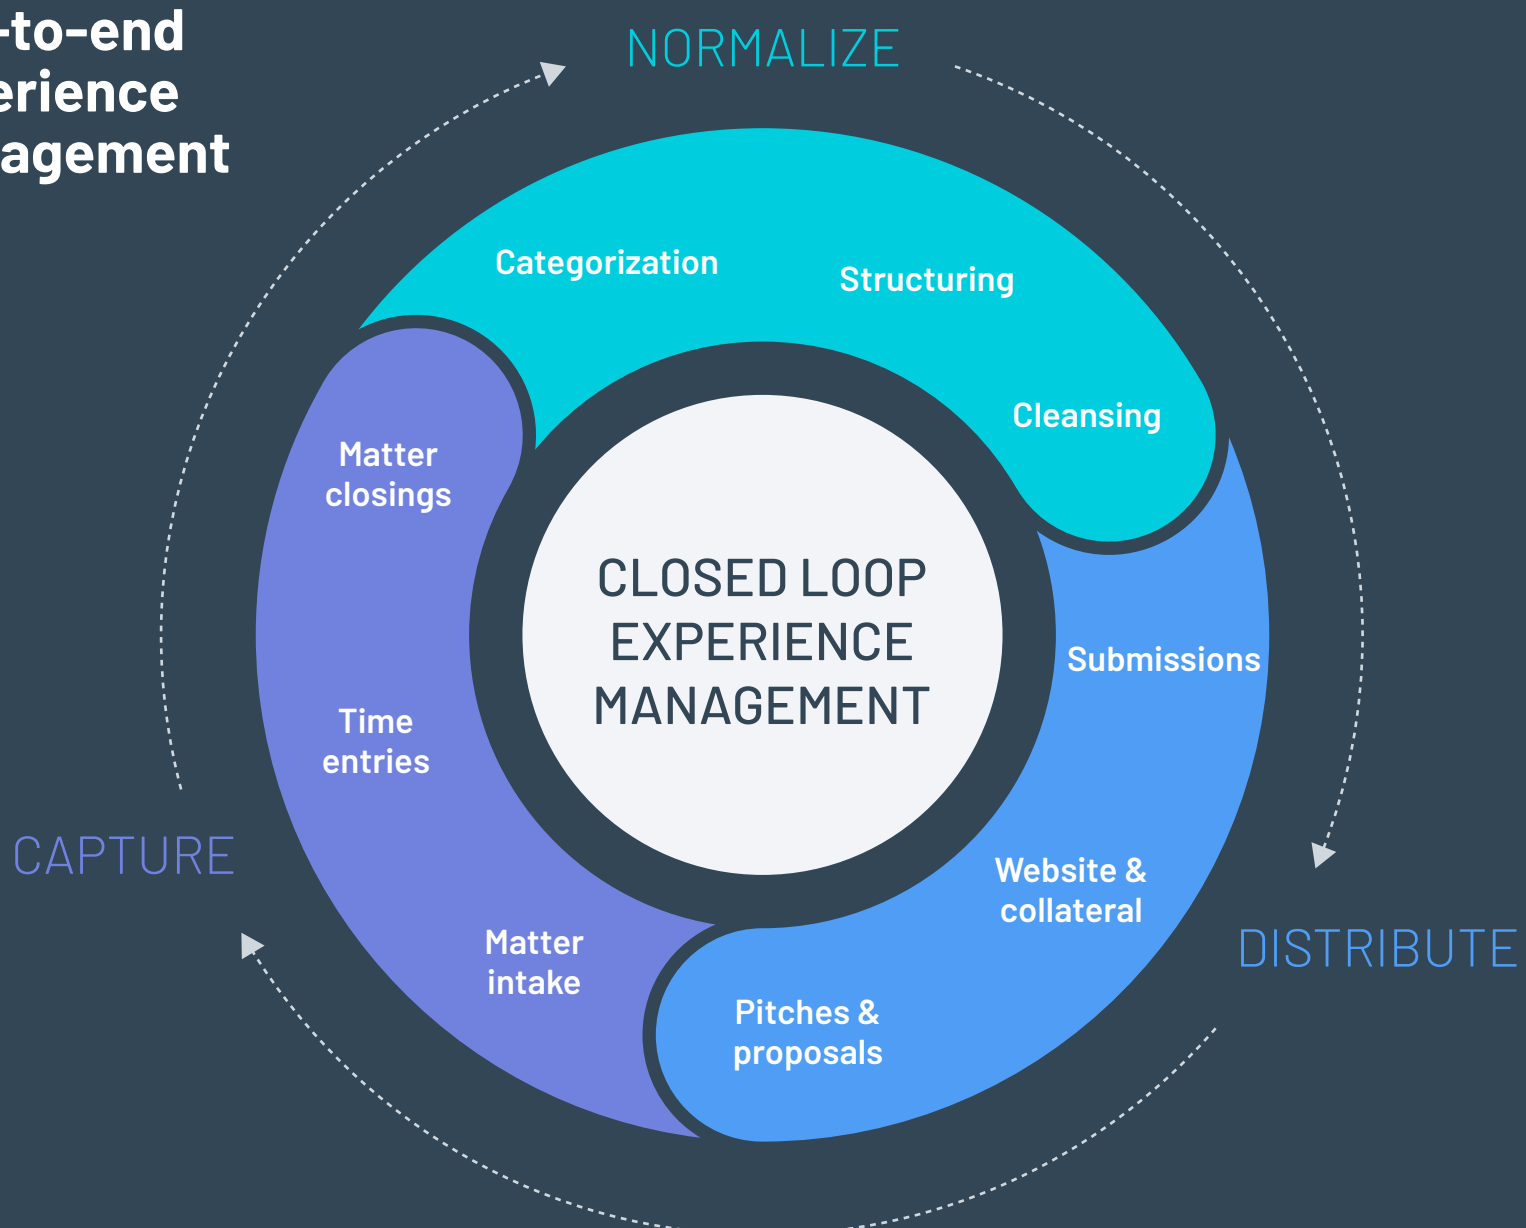 -to-end
erience
agement
NORMALIZE
Categorization
Structuring
Cleansing
Matter
closings
CLOSED LOOP
EXPERIENCE
MANAGEMENT
Submissions
Time
entries
CAPTURE
Website &
collateral
DISTRIBUTE
Matter
intake
Pitches &
proposals